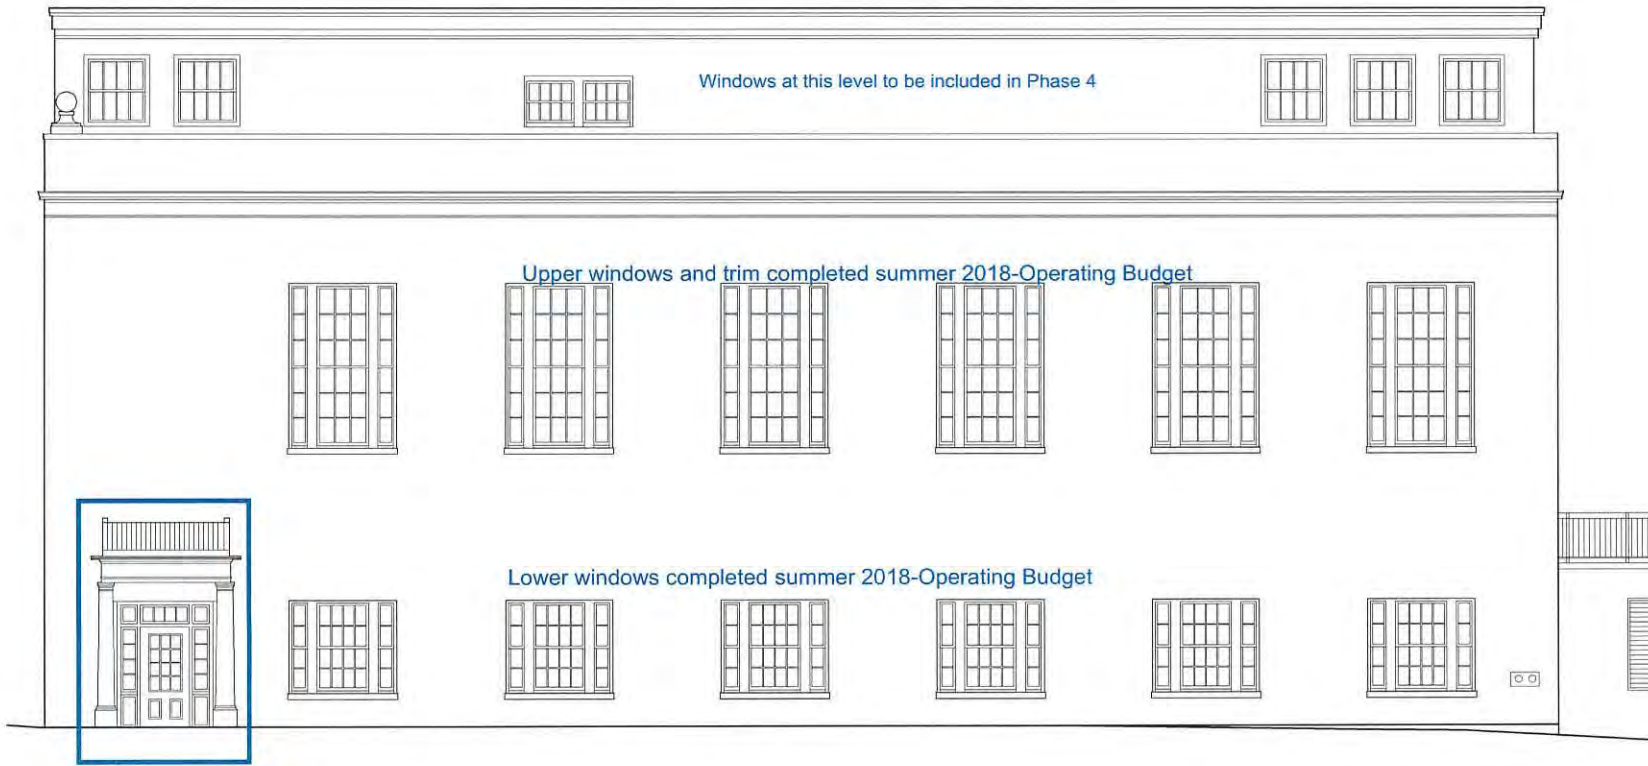 Windows at this level to be included in Phase 4
Upper windows and trim completed summer 2018-Operating Budget
Lower windows completed summer 2018-Operating Budget